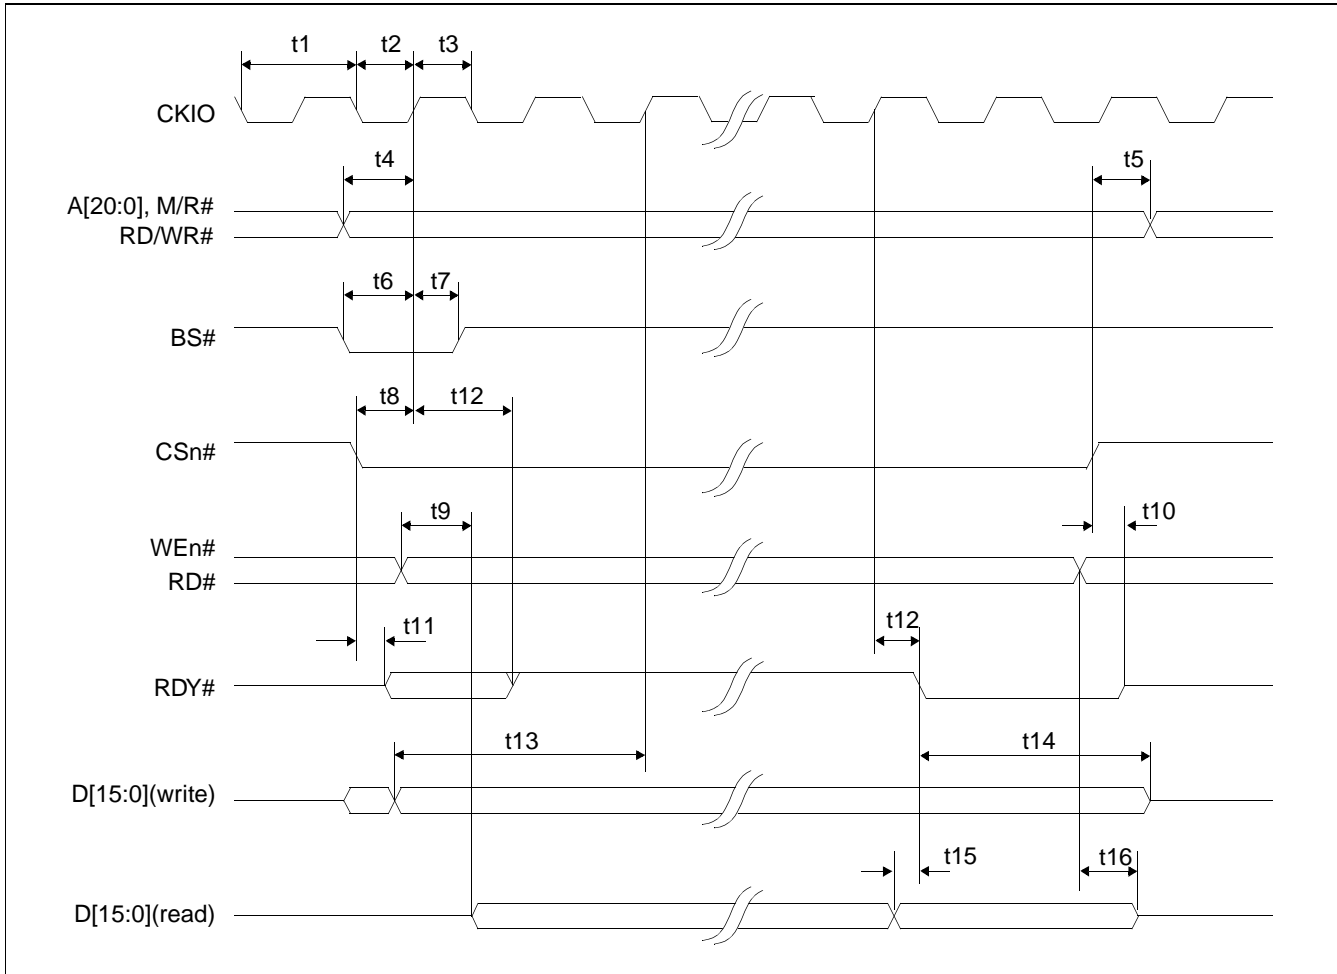 t1
t2
t3
CKIO
t4
t5
A[20:0], M/R#
RD/WR#
t6
t7
BS#
t8
t12
CSn#
t9
t10
WEn#
RD#
t11
t12
RDY#
t13
t14
D[15:0](write)
t15
t16
D[15:0](read)